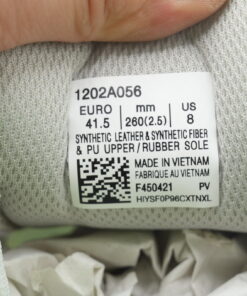 1202A056
EURO mm US
41.5 260(2.5) 8
SYNTHETIC LEATHER & SYNTHETIC FIBER
& PU UPPER / RUBBER SOLE
MADE IN VIETNAM
FABRIQUE AU VIETNAM
F450421 PV
HIYSF0P96CXTNXL